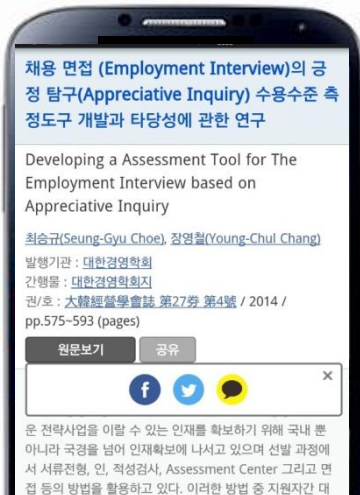 채용 면접 (Employment Interview)의 긍
정 탐구(Appreciative Inquiry) 수용수준 측
정도구 개발과 타당성에 관한 연구
Developing a Assessment Tool for The
Employment Interview based on
Appreciative Inquiry
최승규(Seung-Gyu Choe), 장영철(Young-Chul Chang)
발행기관 : 대한경영학회
간행물 : 대한경영학회지
권/호 : 大韓經營學會誌 第27券 第4號 / 2014 /
pp.575~593 (pages)
원문보기 공유
f
×
운 전략사업을 이랄 수 있는 인재를 확보하기 위해 국내 뿐
아니라 국경을 넘어 인재확보에 나서고 있으며 선발 과정에
서 서류전형, 인, 적성검사, Assessment Center 그리고 면
접 등의 방법을 활용하고 있다. 이러한 방법 중 지원자간 대